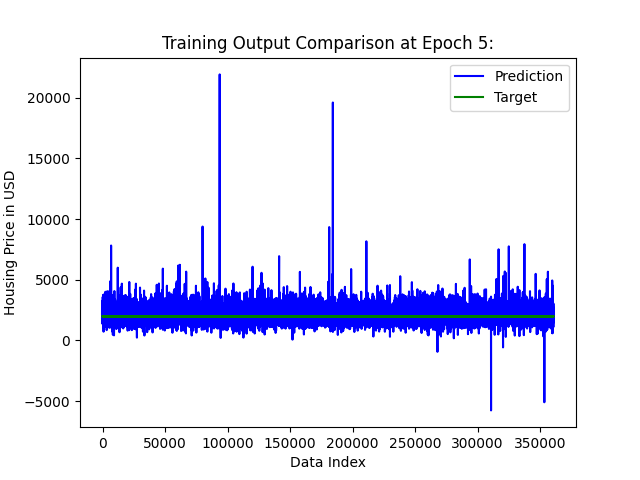 Training Output Comparison at Epoch 5:
Prediction
Target
20000
15000
10000
5000
0
−5000
Housing Price in USD
0 50000 100000 150000 200000 250000 300000 350000
Data Index